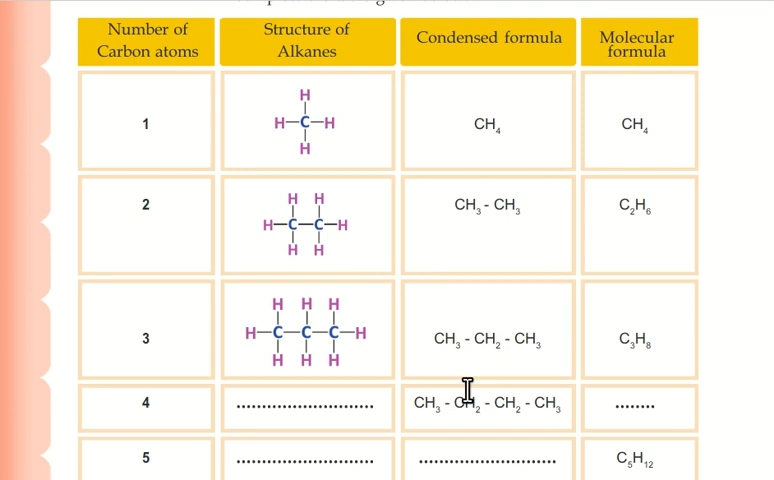 Number of
Carbon atoms
Structure of
Alkanes
Condensed formula
Molecular
formula
1
H
H–C–H
H
CH₄
CH₄
2
H H
H–C–C–H
H H
CH₃ - CH₃
C₂H₆
3
H H H
H–C–C–C–H
H H H
CH₃ - CH₂ - CH₃
C₃H₈
4
...........................
CH₃ - CH₂ - CH₂ - CH₃
........
5
...........................
...........................
C₅H₁₂